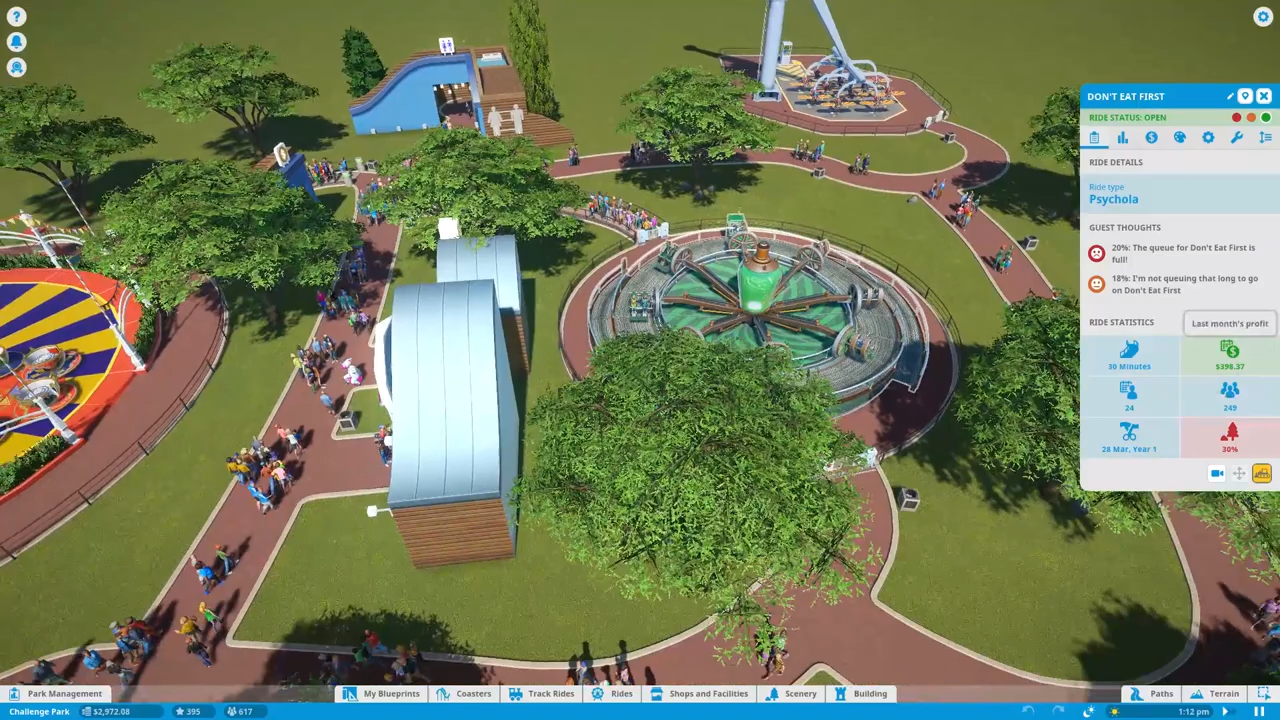 ?
DON'T EAT FIRST
RIDE STATUS: OPEN
RIDE DETAILS
Ride type
Psychola
GUEST THOUGHTS
20%: The queue for Don't Eat First is
full!
18%: I'm not queuing that long to go
on Don't Eat First
RIDE STATISTICS
Last month's profit
30 Minutes
$398.37
24
249
28 Mar, Year 1
30%
Park Management
My Blueprints
Coasters
Track Rides
Rides
Shops and Facilities
Scenery
Building
Paths
Terrain
Challenge Park
$2,972.08
395
617
1:12 pm